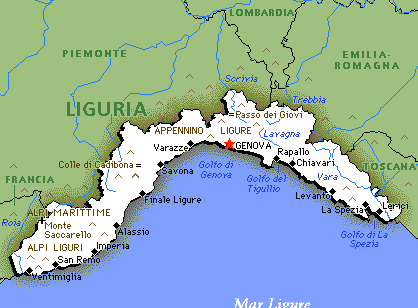 LOMBARDIA
PIEMONTE
EMILIA-
ROMAGNA
Scrivia
Trebbia
LIGURIA
Passo dei Giovi
APPENNINO
LIGURE
Lavagna
Varazze
GENOVA
Rapallo
Colle di Cadibona
Savona
Golfo di
Genova
Chiavari
TOSCANA
Golfo del
Tigullio
Vara
FRANCIA
Finale Ligure
Levanto
ALPI MARITTIME
La Spezia
Lerici
Roia
Monte
Saccarello
Alassio
Golfo di La
Spezia
ALPI LIGURI
Imperia
San Remo
Ventimiglia
Mar Ligure